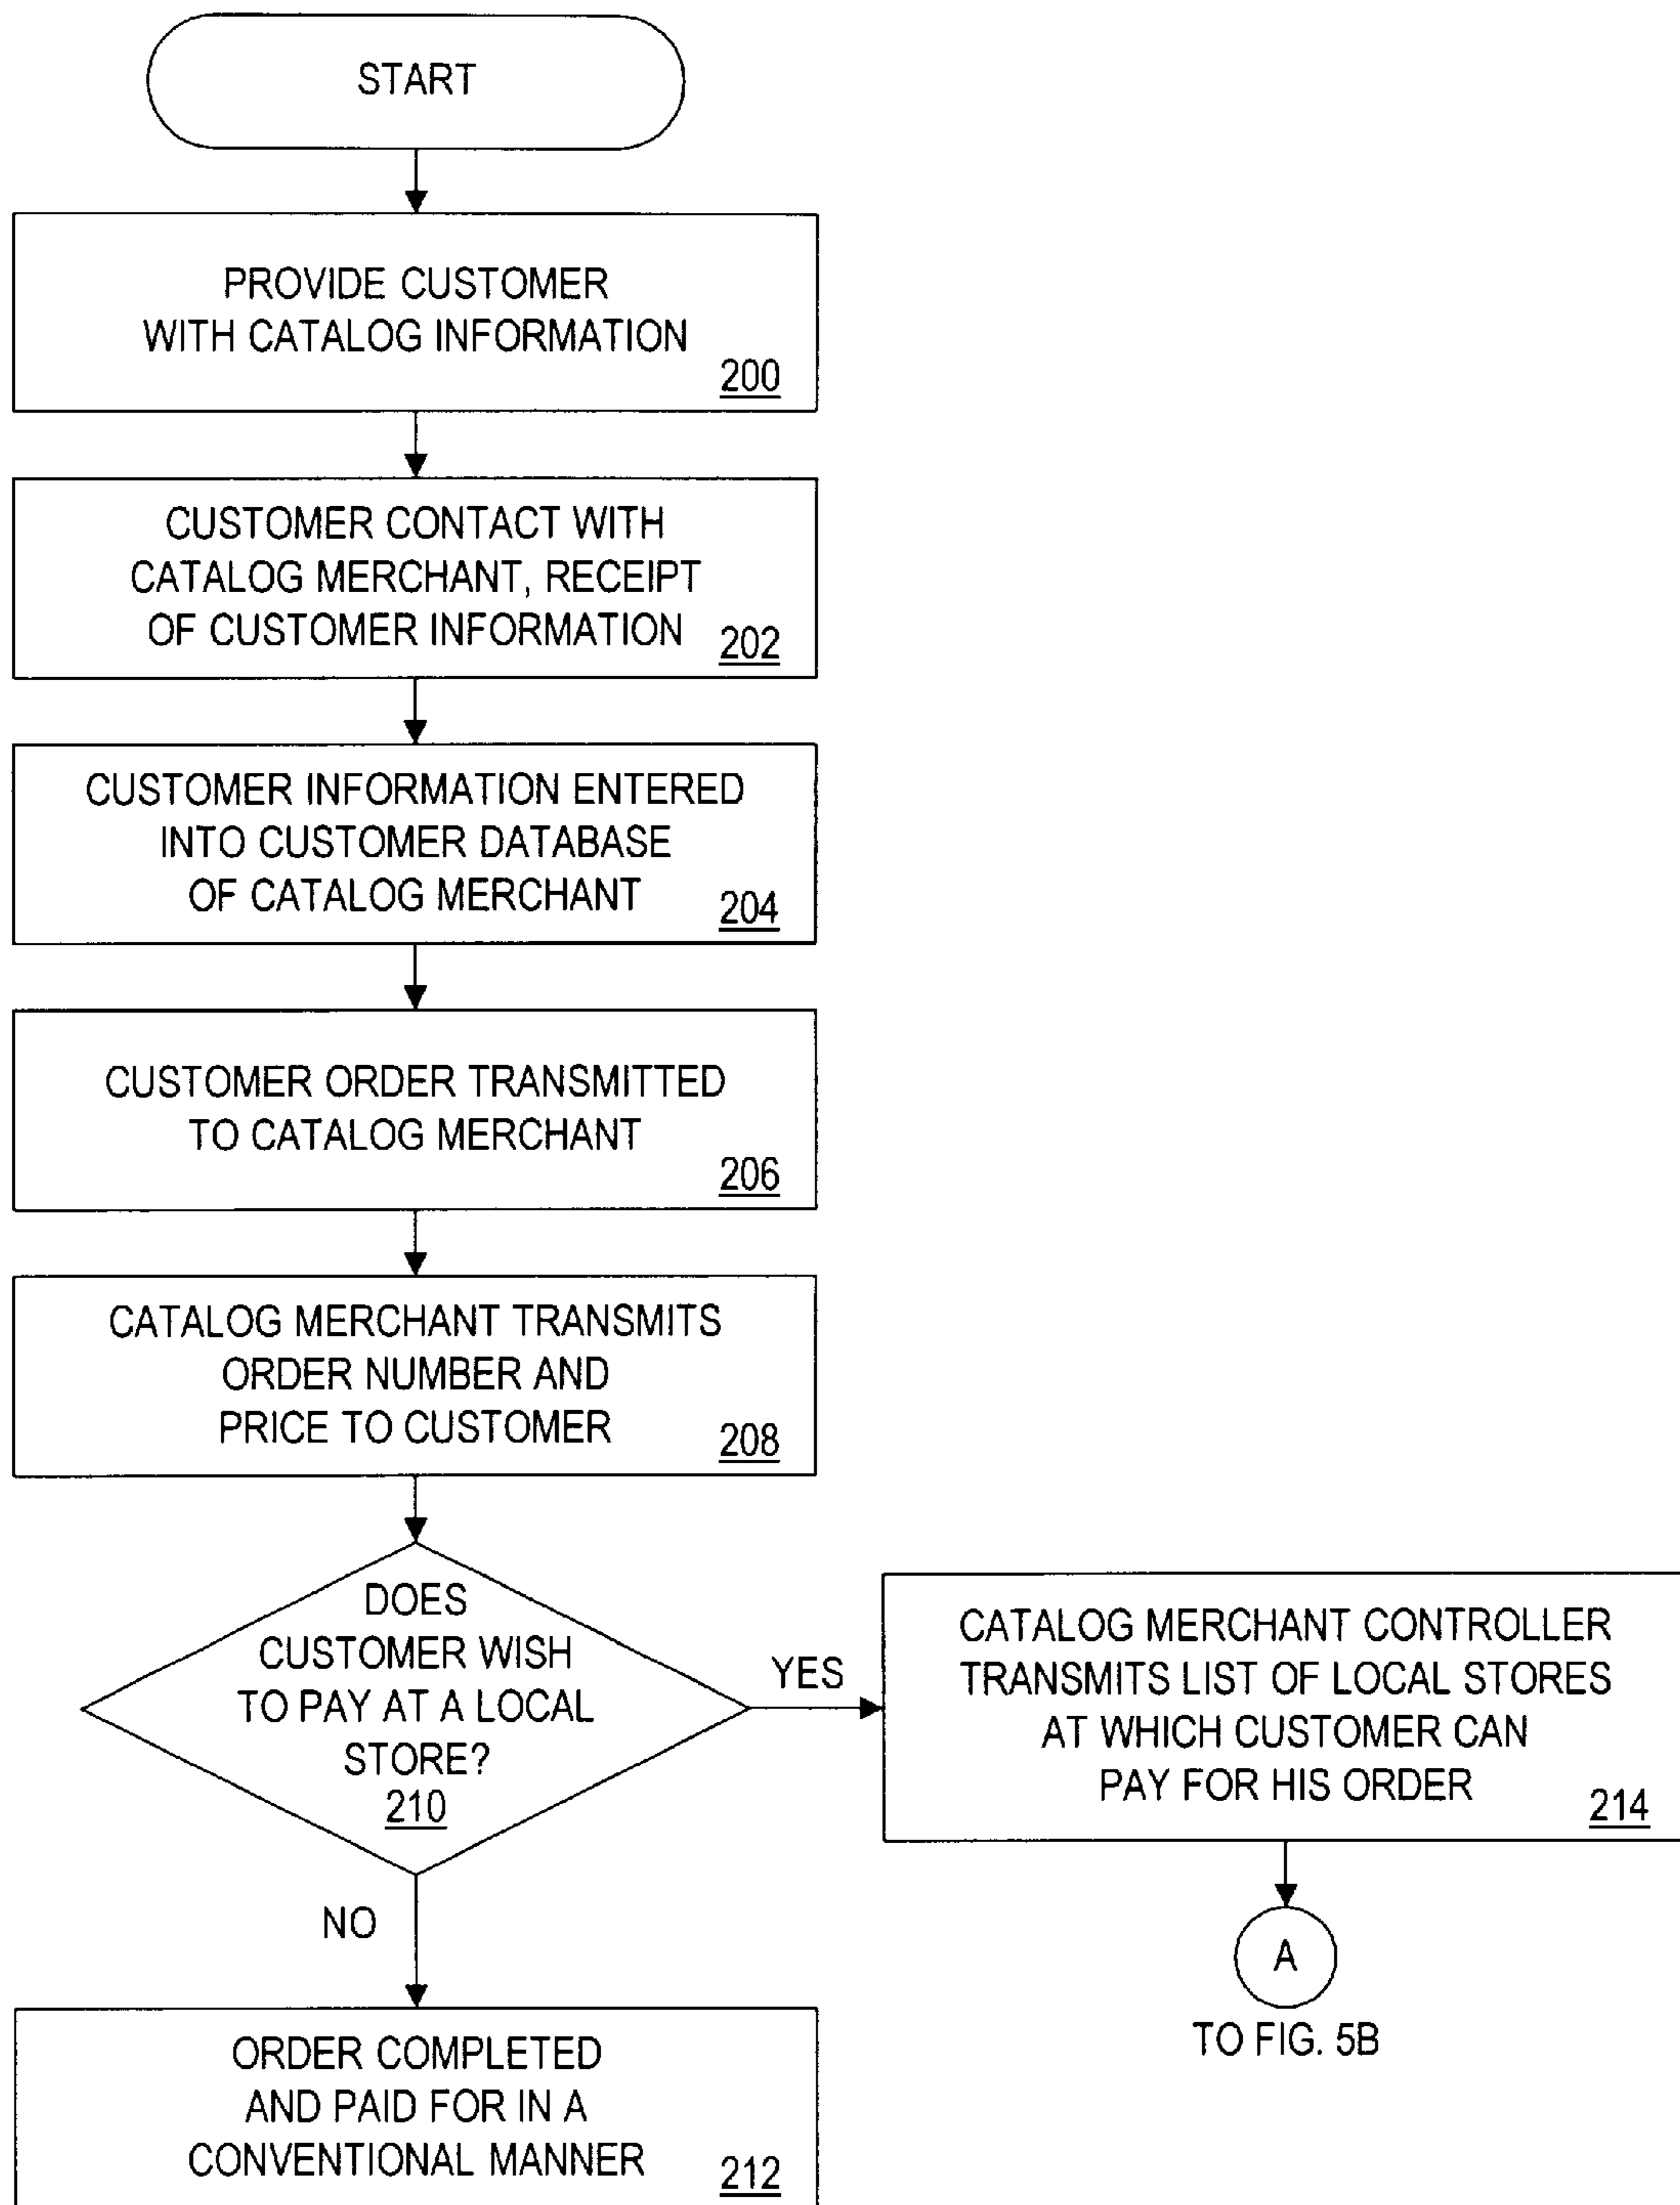 START
PROVIDE CUSTOMER
WITH CATALOG INFORMATION
200
CUSTOMER CONTACT WITH
CATALOG MERCHANT, RECEIPT
OF CUSTOMER INFORMATION
202
CUSTOMER INFORMATION ENTERED
INTO CUSTOMER DATABASE
OF CATALOG MERCHANT
204
CUSTOMER ORDER TRANSMITTED
TO CATALOG MERCHANT
206
CATALOG MERCHANT TRANSMITS
ORDER NUMBER AND
PRICE TO CUSTOMER
208
DOES
CUSTOMER WISH
TO PAY AT A LOCAL
STORE?
210
YES
CATALOG MERCHANT CONTROLLER
TRANSMITS LIST OF LOCAL STORES
AT WHICH CUSTOMER CAN
PAY FOR HIS ORDER
214
A
TO FIG. 5B
NO
ORDER COMPLETED
AND PAID FOR IN A
CONVENTIONAL MANNER
212